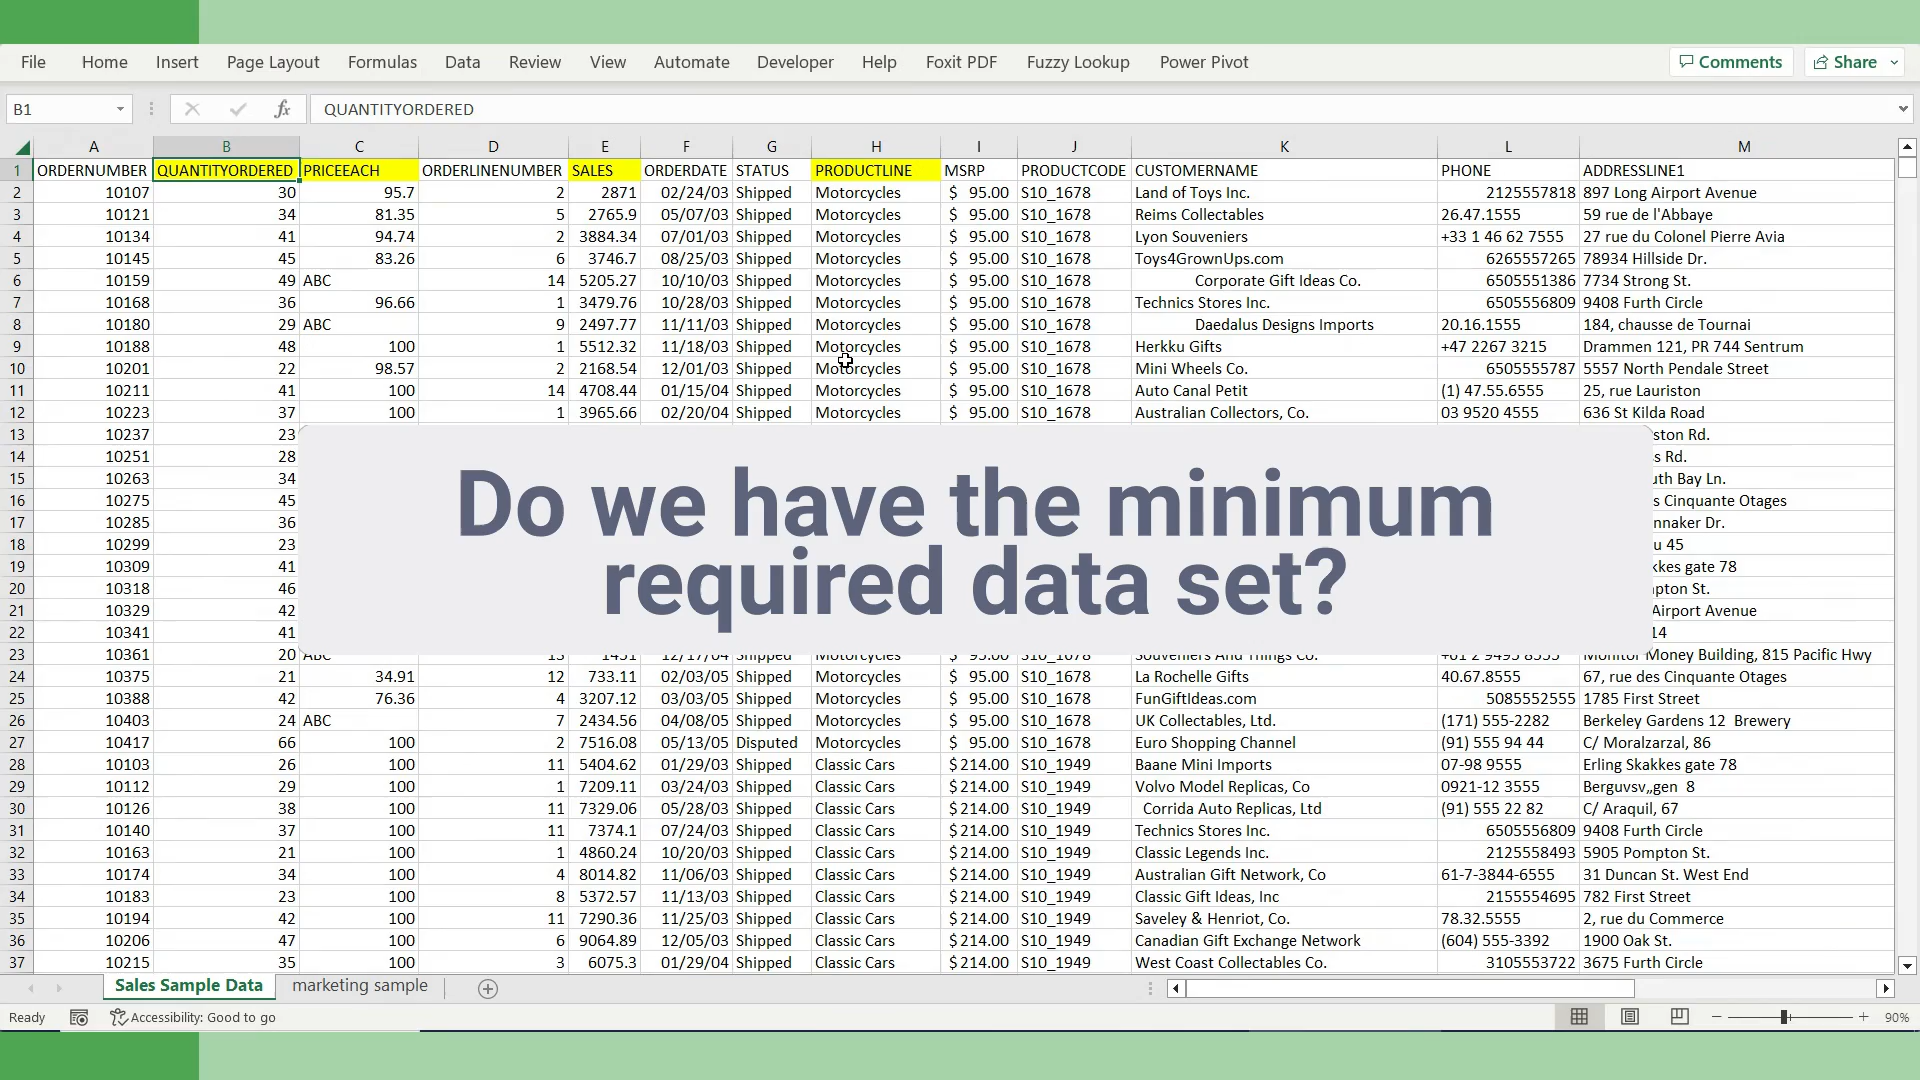 File Home Insert Page Layout Formulas Data Review View Automate Developer Help Foxit PDF Fuzzy Lookup Power Pivot Comments Share
B1 fx QUANTITYORDERED
A B C D E F G H I J K L M
1 ORDERNUMBER QUANTITYORDERED PRICEEACH ORDERLINENUMBER SALES ORDERDATE STATUS PRODUCTLINE MSRP PRODUCTCODE CUSTOMERNAME PHONE ADDRESSLINE1
2 10107 30 95.7 2 2871 02/24/03 Shipped Motorcycles $ 95.00 S10_1678 Land of Toys Inc. 2125557818 897 Long Airport Avenue
3 10121 34 81.35 5 2765.9 05/07/03 Shipped Motorcycles $ 95.00 S10_1678 Reims Collectables 26.47.1555 59 rue de l'Abbaye
4 10134 41 94.74 2 3884.34 07/01/03 Shipped Motorcycles $ 95.00 S10_1678 Lyon Souveniers +33 1 46 62 7555 27 rue du Colonel Pierre Avia
5 10145 45 83.26 6 3746.7 08/25/03 Shipped Motorcycles $ 95.00 S10_1678 Toys4GrownUps.com 6265557265 78934 Hillside Dr.
6 10159 49 ABC 14 5205.27 10/10/03 Shipped Motorcycles $ 95.00 S10_1678 Corporate Gift Ideas Co. 6505551386 7734 Strong St.
7 10168 36 96.66 1 3479.76 10/28/03 Shipped Motorcycles $ 95.00 S10_1678 Technics Stores Inc. 6505556809 9408 Furth Circle
8 10180 29 ABC 9 2497.77 11/11/03 Shipped Motorcycles $ 95.00 S10_1678 Daedalus Designs Imports 20.16.1555 184, chausse de Tournai
9 10188 48 100 1 5512.32 11/18/03 Shipped Motorcycles $ 95.00 S10_1678 Herkku Gifts +47 2267 3215 Drammen 121, PR 744 Sentrum
10 10201 22 98.57 2 2168.54 12/01/03 Shipped Motorcycles $ 95.00 S10_1678 Mini Wheels Co. 6505555787 5557 North Pendale Street
11 10211 41 100 14 4708.44 01/15/04 Shipped Motorcycles $ 95.00 S10_1678 Auto Canal Petit (1) 47.55.6555 25, rue Lauriston
12 10223 37 100 1 3965.66 02/20/04 Shipped Motorcycles $ 95.00 S10_1678 Australian Collectors, Co. 03 9520 4555 636 St Kilda Road
13 10237 23 ston Rd.
14 10251 28 s Rd.
15 10263 34 uth Bay Ln.
16 10275 45 s Cinquante Otages
17 10285 36 nnaker Dr.
18 10299 23 u 45
19 10309 41 kkes gate 78
20 10318 46 pton St.
21 10329 42 Airport Avenue
22 10341 41 14
Do we have the minimum
required data set?
23 10361 20 ABC 13 1451 12/17/04 Shipped Motorcycles $ 95.00 S10_1678 Souveniers And Things Co. +61 2 9495 8555 Monitor Money Building, 815 Pacific Hwy
24 10375 21 34.91 12 733.11 02/03/05 Shipped Motorcycles $ 95.00 S10_1678 La Rochelle Gifts 40.67.8555 67, rue des Cinquante Otages
25 10388 42 76.36 4 3207.12 03/03/05 Shipped Motorcycles $ 95.00 S10_1678 FunGiftIdeas.com 5085552555 1785 First Street
26 10403 24 ABC 7 2434.56 04/08/05 Shipped Motorcycles $ 95.00 S10_1678 UK Collectables, Ltd. (171) 555-2282 Berkeley Gardens 12 Brewery
27 10417 66 100 2 7516.08 05/13/05 Disputed Motorcycles $ 95.00 S10_1678 Euro Shopping Channel (91) 555 94 44 C/ Moralzarzal, 86
28 10103 26 100 11 5404.62 01/29/03 Shipped Classic Cars $ 214.00 S10_1949 Baane Mini Imports 07-98 9555 Erling Skakkes gate 78
29 10112 29 100 1 7209.11 03/24/03 Shipped Classic Cars $ 214.00 S10_1949 Volvo Model Replicas, Co 0921-12 3555 Berguvsv„gen 8
30 10126 38 100 11 7329.06 05/28/03 Shipped Classic Cars $ 214.00 S10_1949 Corrida Auto Replicas, Ltd (91) 555 22 82 C/ Araquil, 67
31 10140 37 100 11 7374.1 07/24/03 Shipped Classic Cars $ 214.00 S10_1949 Technics Stores Inc. 6505556809 9408 Furth Circle
32 10163 21 100 1 4860.24 10/20/03 Shipped Classic Cars $ 214.00 S10_1949 Classic Legends Inc. 2125558493 5905 Pompton St.
33 10174 34 100 4 8014.82 11/06/03 Shipped Classic Cars $ 214.00 S10_1949 Australian Gift Network, Co 61-7-3844-6555 31 Duncan St. West End
34 10183 23 100 8 5372.57 11/13/03 Shipped Classic Cars $ 214.00 S10_1949 Classic Gift Ideas, Inc 2155554695 782 First Street
35 10194 42 100 11 7290.36 11/25/03 Shipped Classic Cars $ 214.00 S10_1949 Saveley & Henriot, Co. 78.32.5555 2, rue du Commerce
36 10206 47 100 6 9064.89 12/05/03 Shipped Classic Cars $ 214.00 S10_1949 Canadian Gift Exchange Network (604) 555-3392 1900 Oak St.
37 10215 35 100 3 6075.3 01/29/04 Shipped Classic Cars $ 214.00 S10_1949 West Coast Collectables Co. 3105553722 3675 Furth Circle
Sales Sample Data marketing sample
Ready Accessibility: Good to go 90%